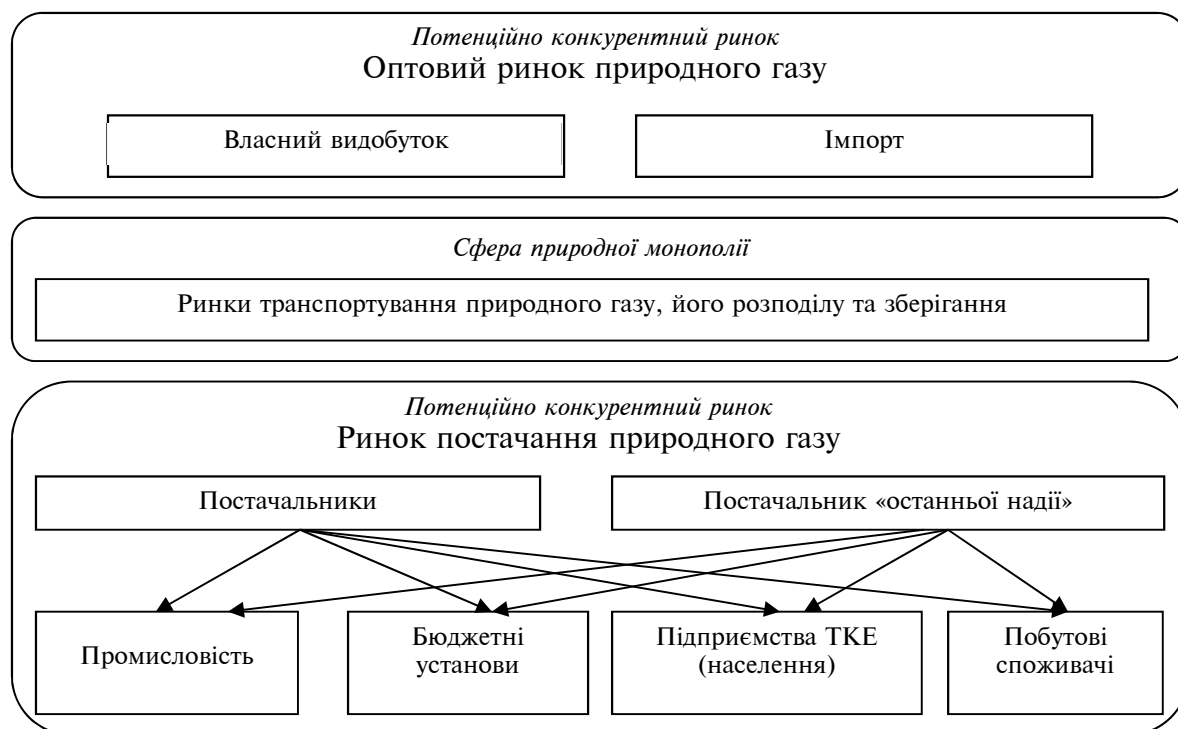 Потенційно конкурентний ринок
Оптовий ринок природного газу
Власний видобуток
Імпорт
Сфера природної монополії
Ринки транспортування природного газу, його розподілу та зберігання
Потенційно конкурентний ринок
Ринок постачання природного газу
Постачальники
Постачальник «останньої надії»
Промисловість
Бюджетні
установи
Підприємства ТКЕ
(населення)
Побутові
споживачі